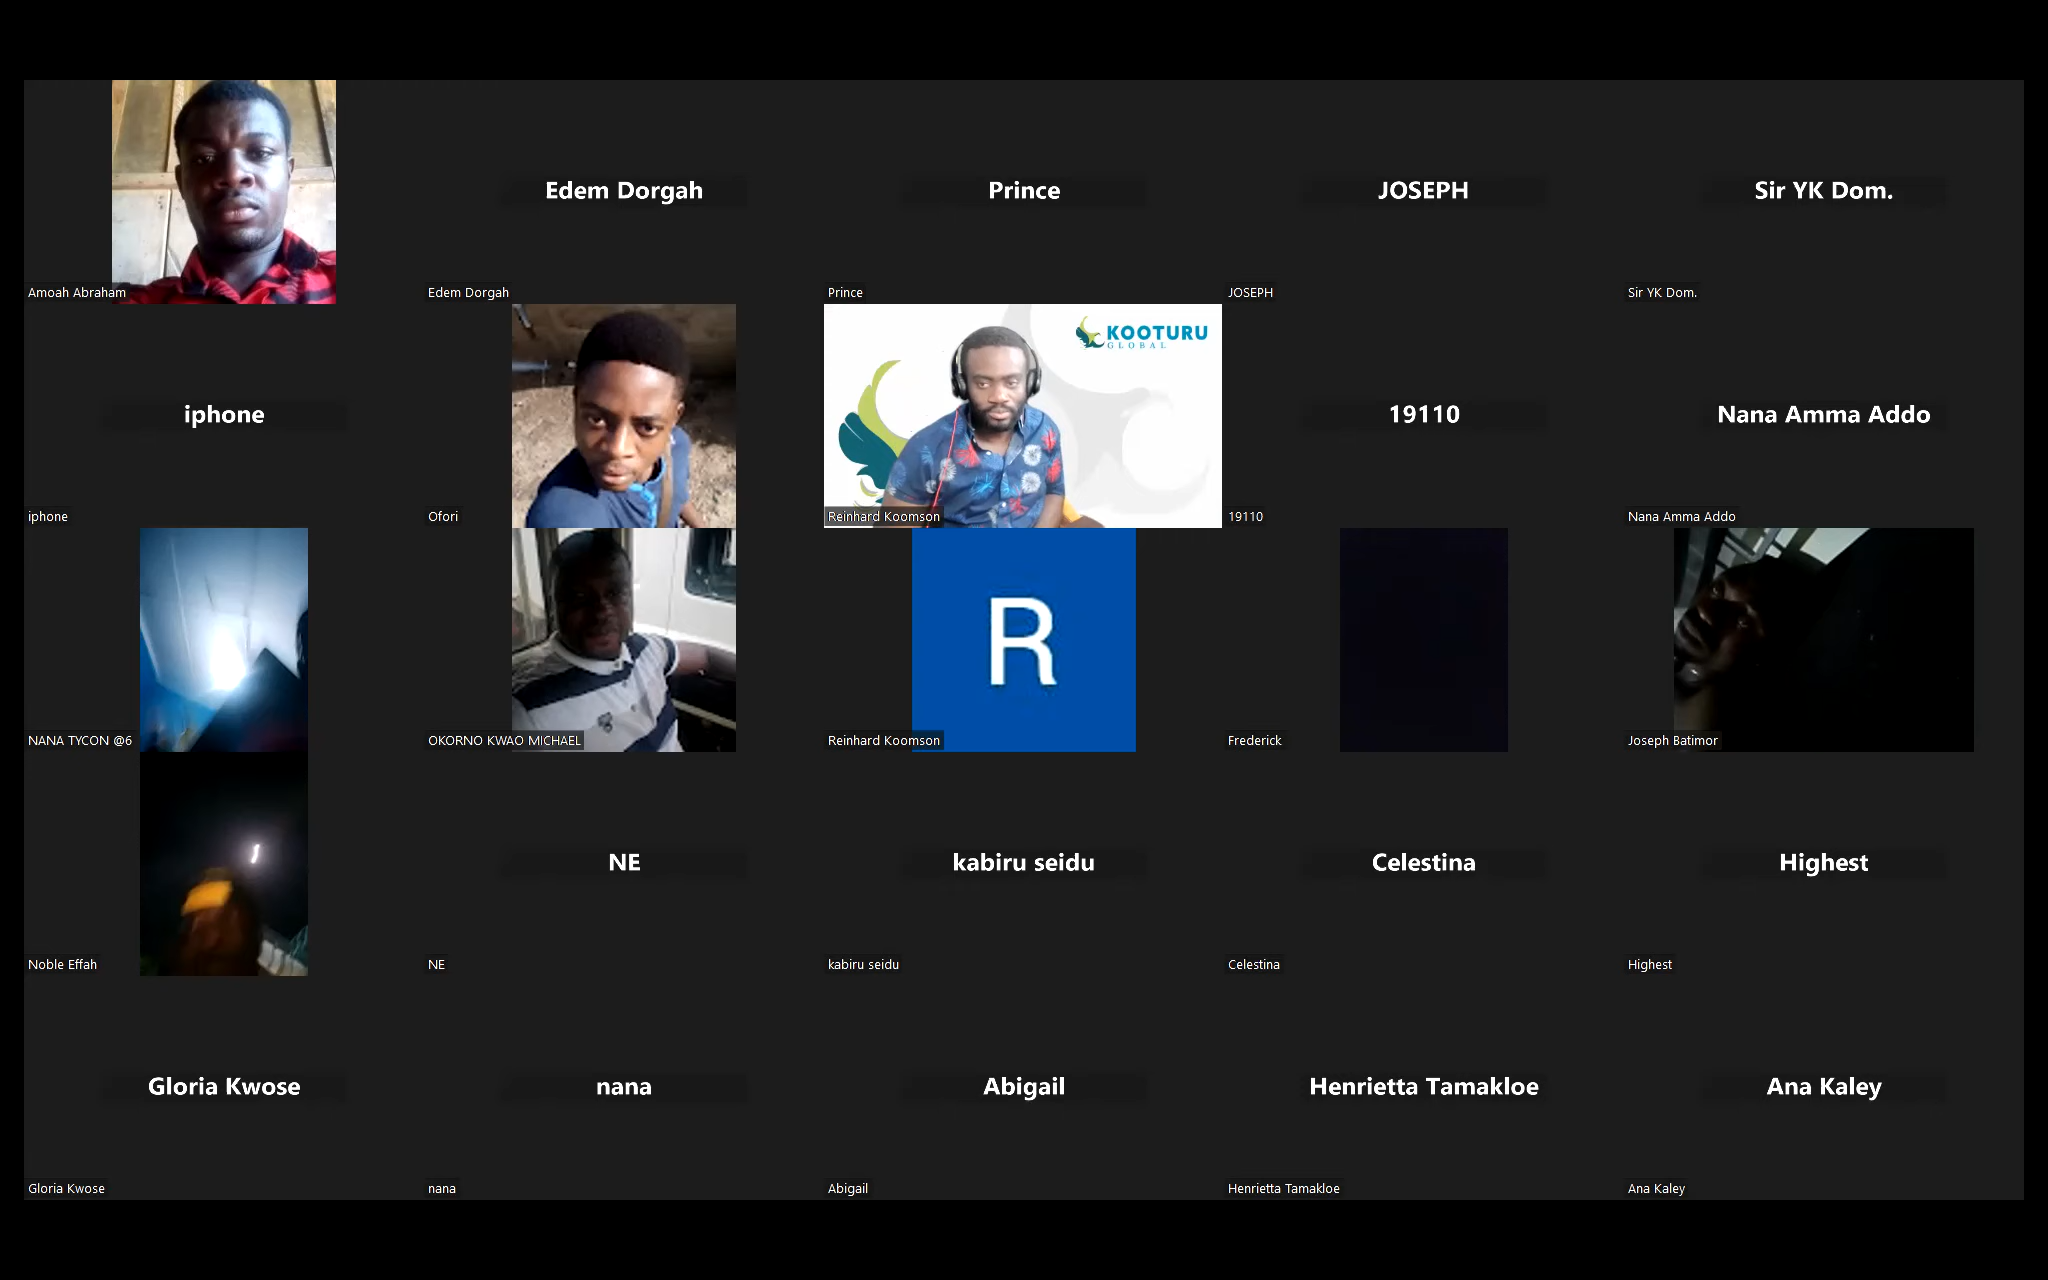 Amoah Abraham
Edem Dorgah
Edem Dorgah
Prince
Prince
JOSEPH
JOSEPH
Sir YK Dom.
Sir YK Dom.
iphone
iphone
Ofori
KOOTURU
GLOBAL
Reinhard Koomson
19110
19110
Nana Amma Addo
Nana Amma Addo
NANA TYCON @6
OKORNO KWAO MICHAEL
R
Reinhard Koomson
Frederick
Joseph Batimor
Noble Effah
NE
NE
kabiru seidu
kabiru seidu
Celestina
Celestina
Highest
Highest
Gloria Kwose
Gloria Kwose
nana
nana
Abigail
Abigail
Henrietta Tamakloe
Henrietta Tamakloe
Ana Kaley
Ana Kaley